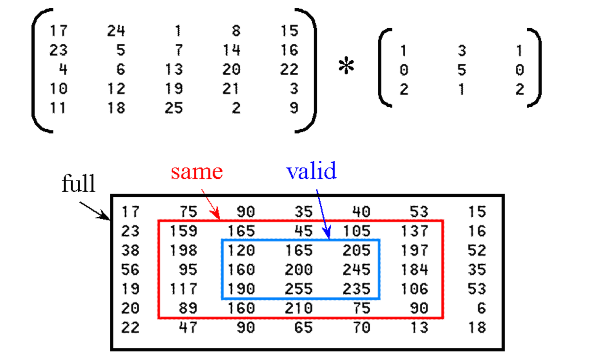 17 24 1 8 15
23 5 7 14 16
4 6 13 20 22
10 12 19 21 3
11 18 25 2 9
*
1 3 1
0 5 0
2 1 2
same
valid
full
17 75 90 35 40 53 15
23 159 165 45 105 137 16
38 198 120 165 205 197 52
56 95 160 200 245 184 35
19 117 190 255 235 106 53
20 89 160 210 75 90 6
22 47 90 65 70 13 18